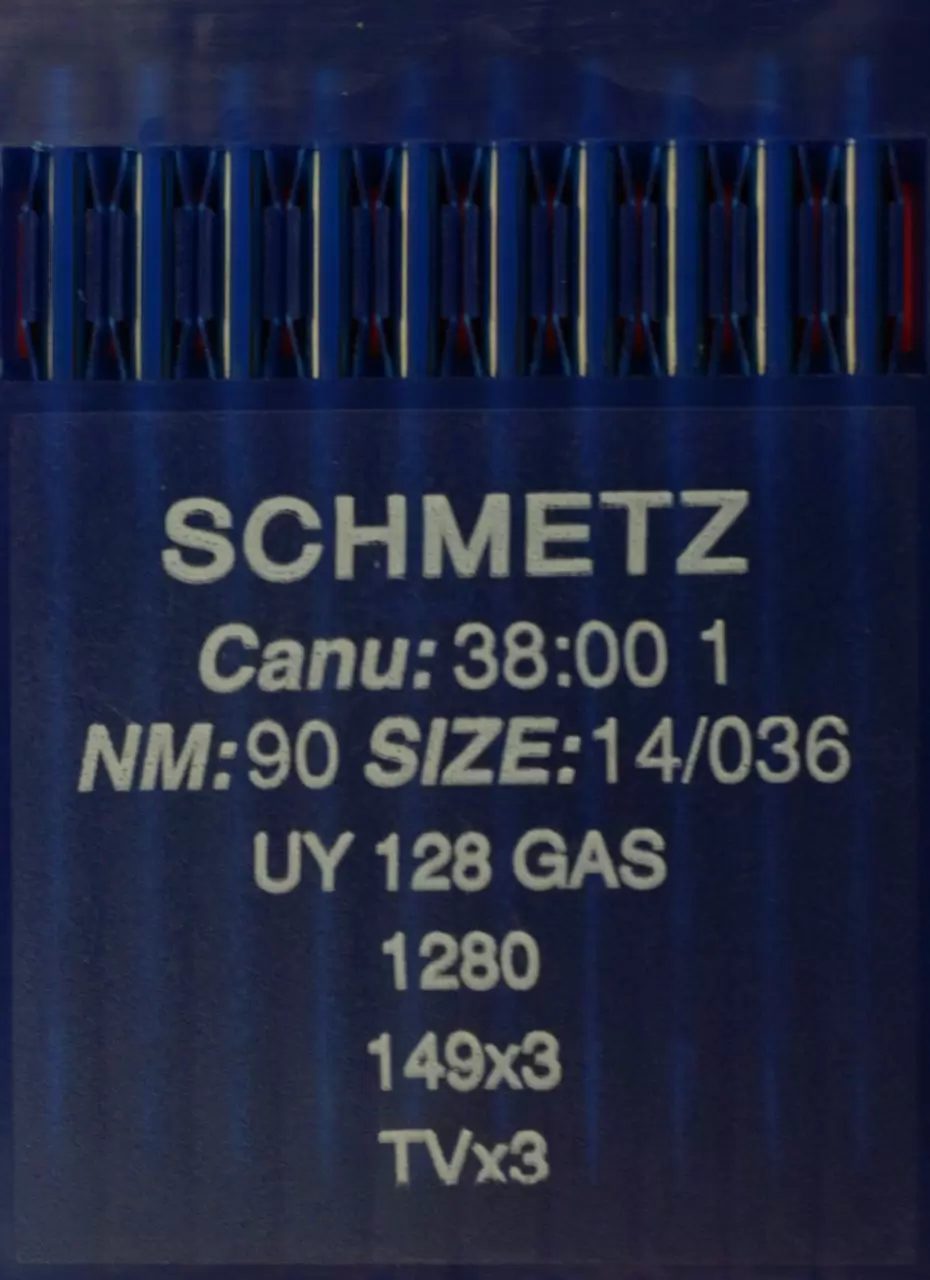 SCHMETZ
Canu: 38:00 1
NM:90 SIZE:14/036
UY 128 GAS
1280
149x3
TVx3